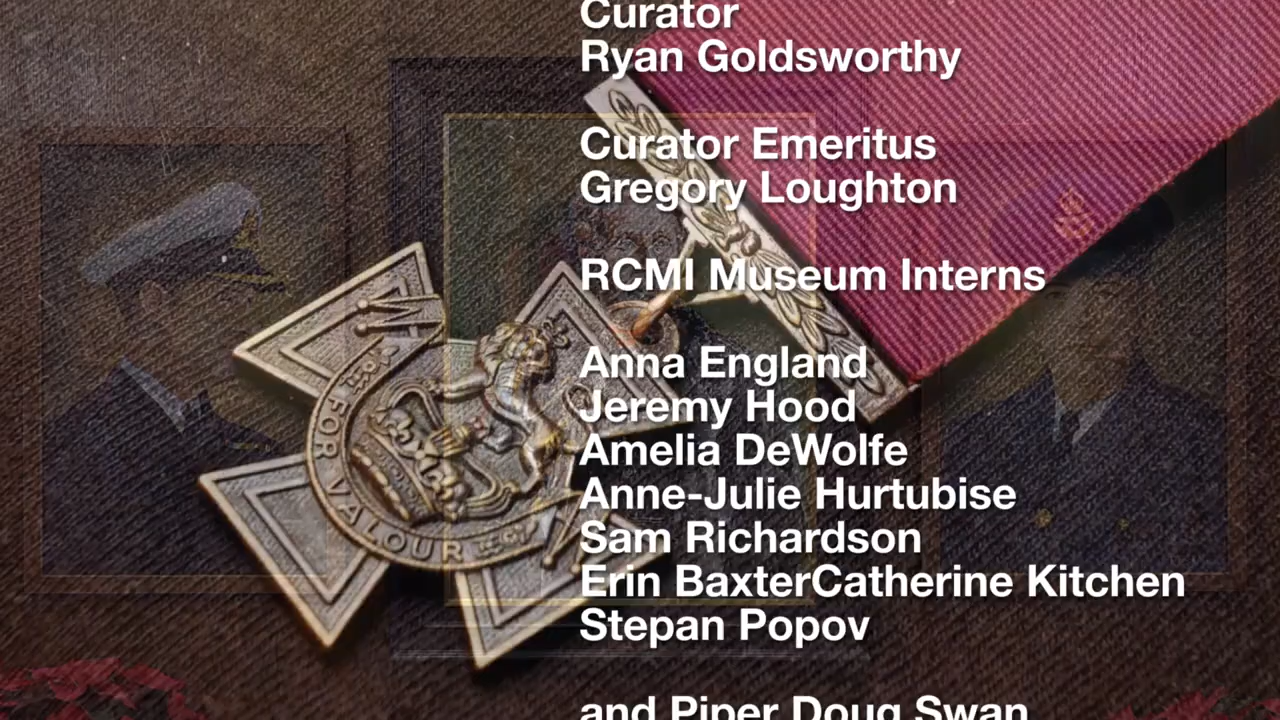 Curator
Ryan Goldsworthy
Curator Emeritus
Gregory Loughton
RCMI Museum Interns
Anna England
Jeremy Hood
Amelia DeWolfe
Anne-Julie Hurtubise
Sam Richardson
Erin BaxterCatherine Kitchen
Stepan Popov
and Piper Doug Swan
FOR VALOUR